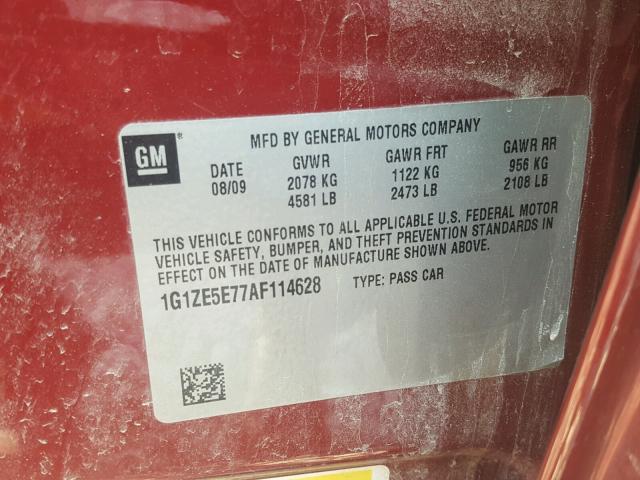 GM®
MFD BY GENERAL MOTORS COMPANY
DATE GVWR GAWR FRT GAWR RR
08/09 2078 KG 1122 KG 956 KG
4581 LB 2473 LB 2108 LB
THIS VEHICLE CONFORMS TO ALL APPLICABLE U.S. FEDERAL MOTOR
VEHICLE SAFETY, BUMPER, AND THEFT PREVENTION STANDARDS IN
EFFECT ON THE DATE OF MANUFACTURE SHOWN ABOVE.
1G1ZE5E77AF114628 TYPE: PASS CAR